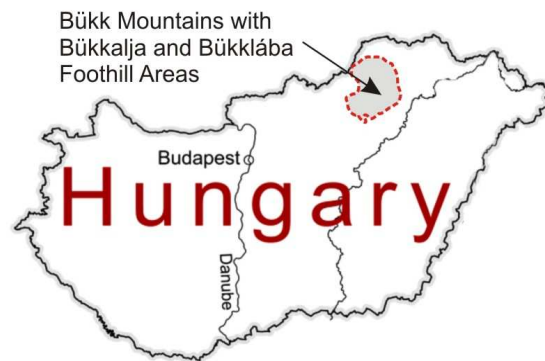 Bükk Mountains with
Bükkalja and Bükklába
Foothill Areas
Budapest
Hungary
Danube